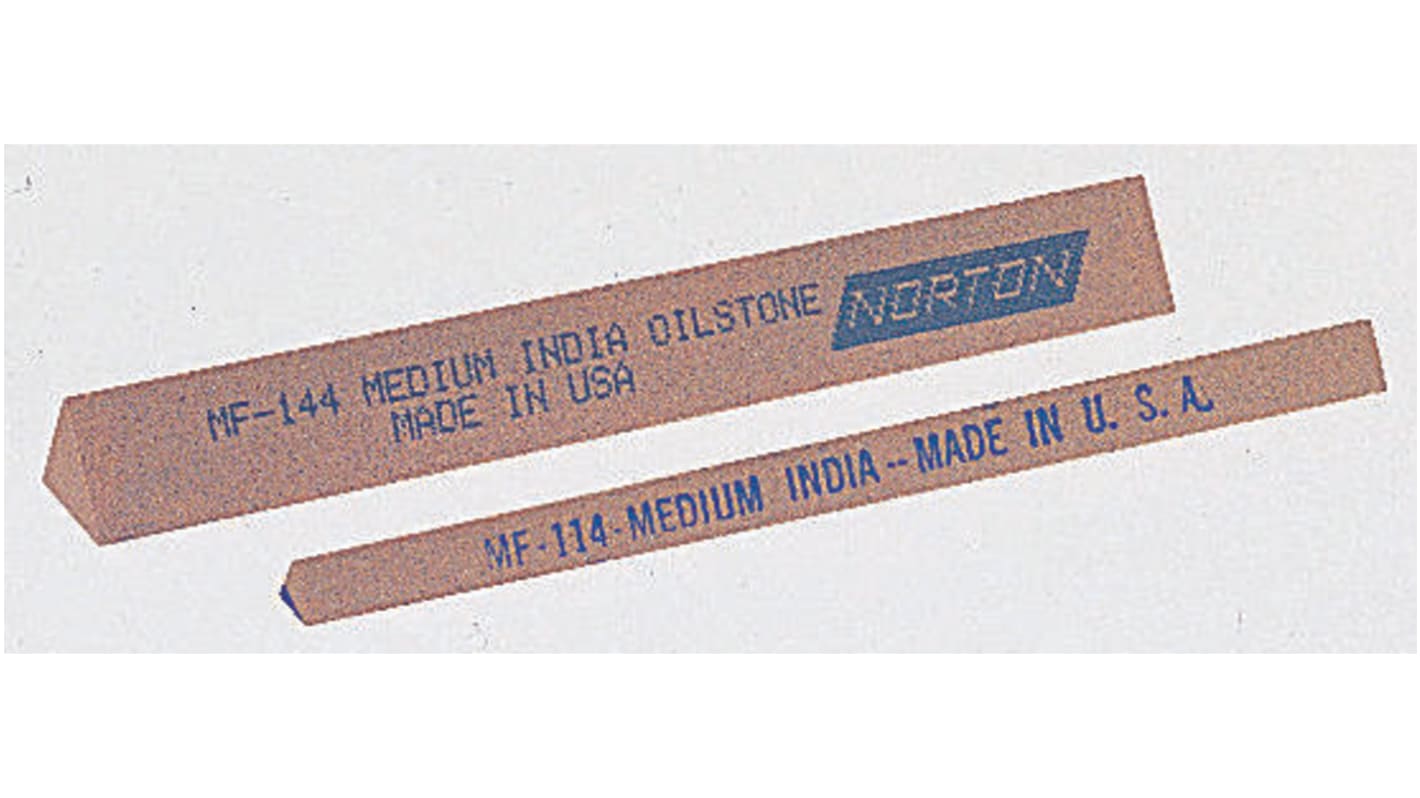 MF-144 MEDIUM INDIA OILSTONE NORTON
MADE IN USA
MF-114-MEDIUM INDIA--MADE IN U. S. A.